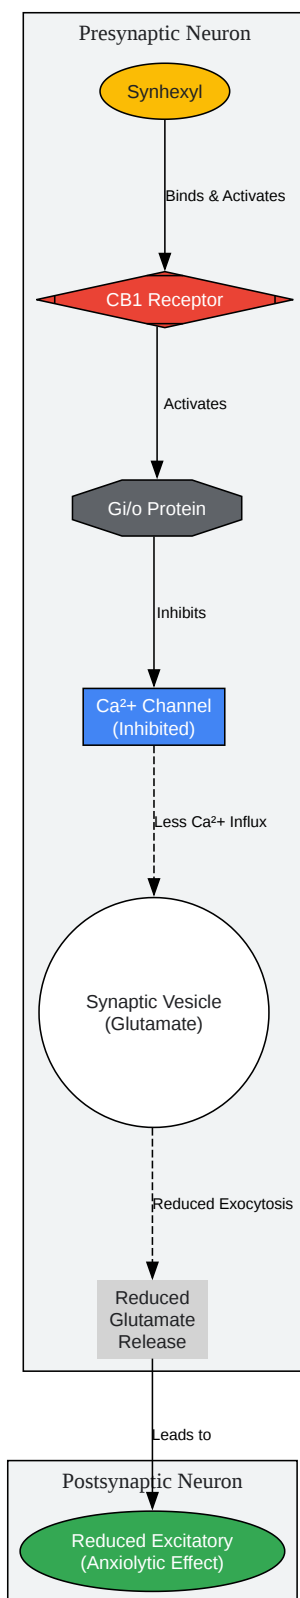 Presynaptic Neuron
Synhexyl
Binds & Activates
CB1 Receptor
Activates
Gi/o Protein
Inhibits
Ca²+ Channel
(Inhibited)
Less Ca²+ Influx
Synaptic Vesicle
(Glutamate)
Reduced Exocytosis
Reduced
Glutamate
Release
Leads to
Postsynaptic Neuron
Reduced Excitatory
(Anxiolytic Effect)